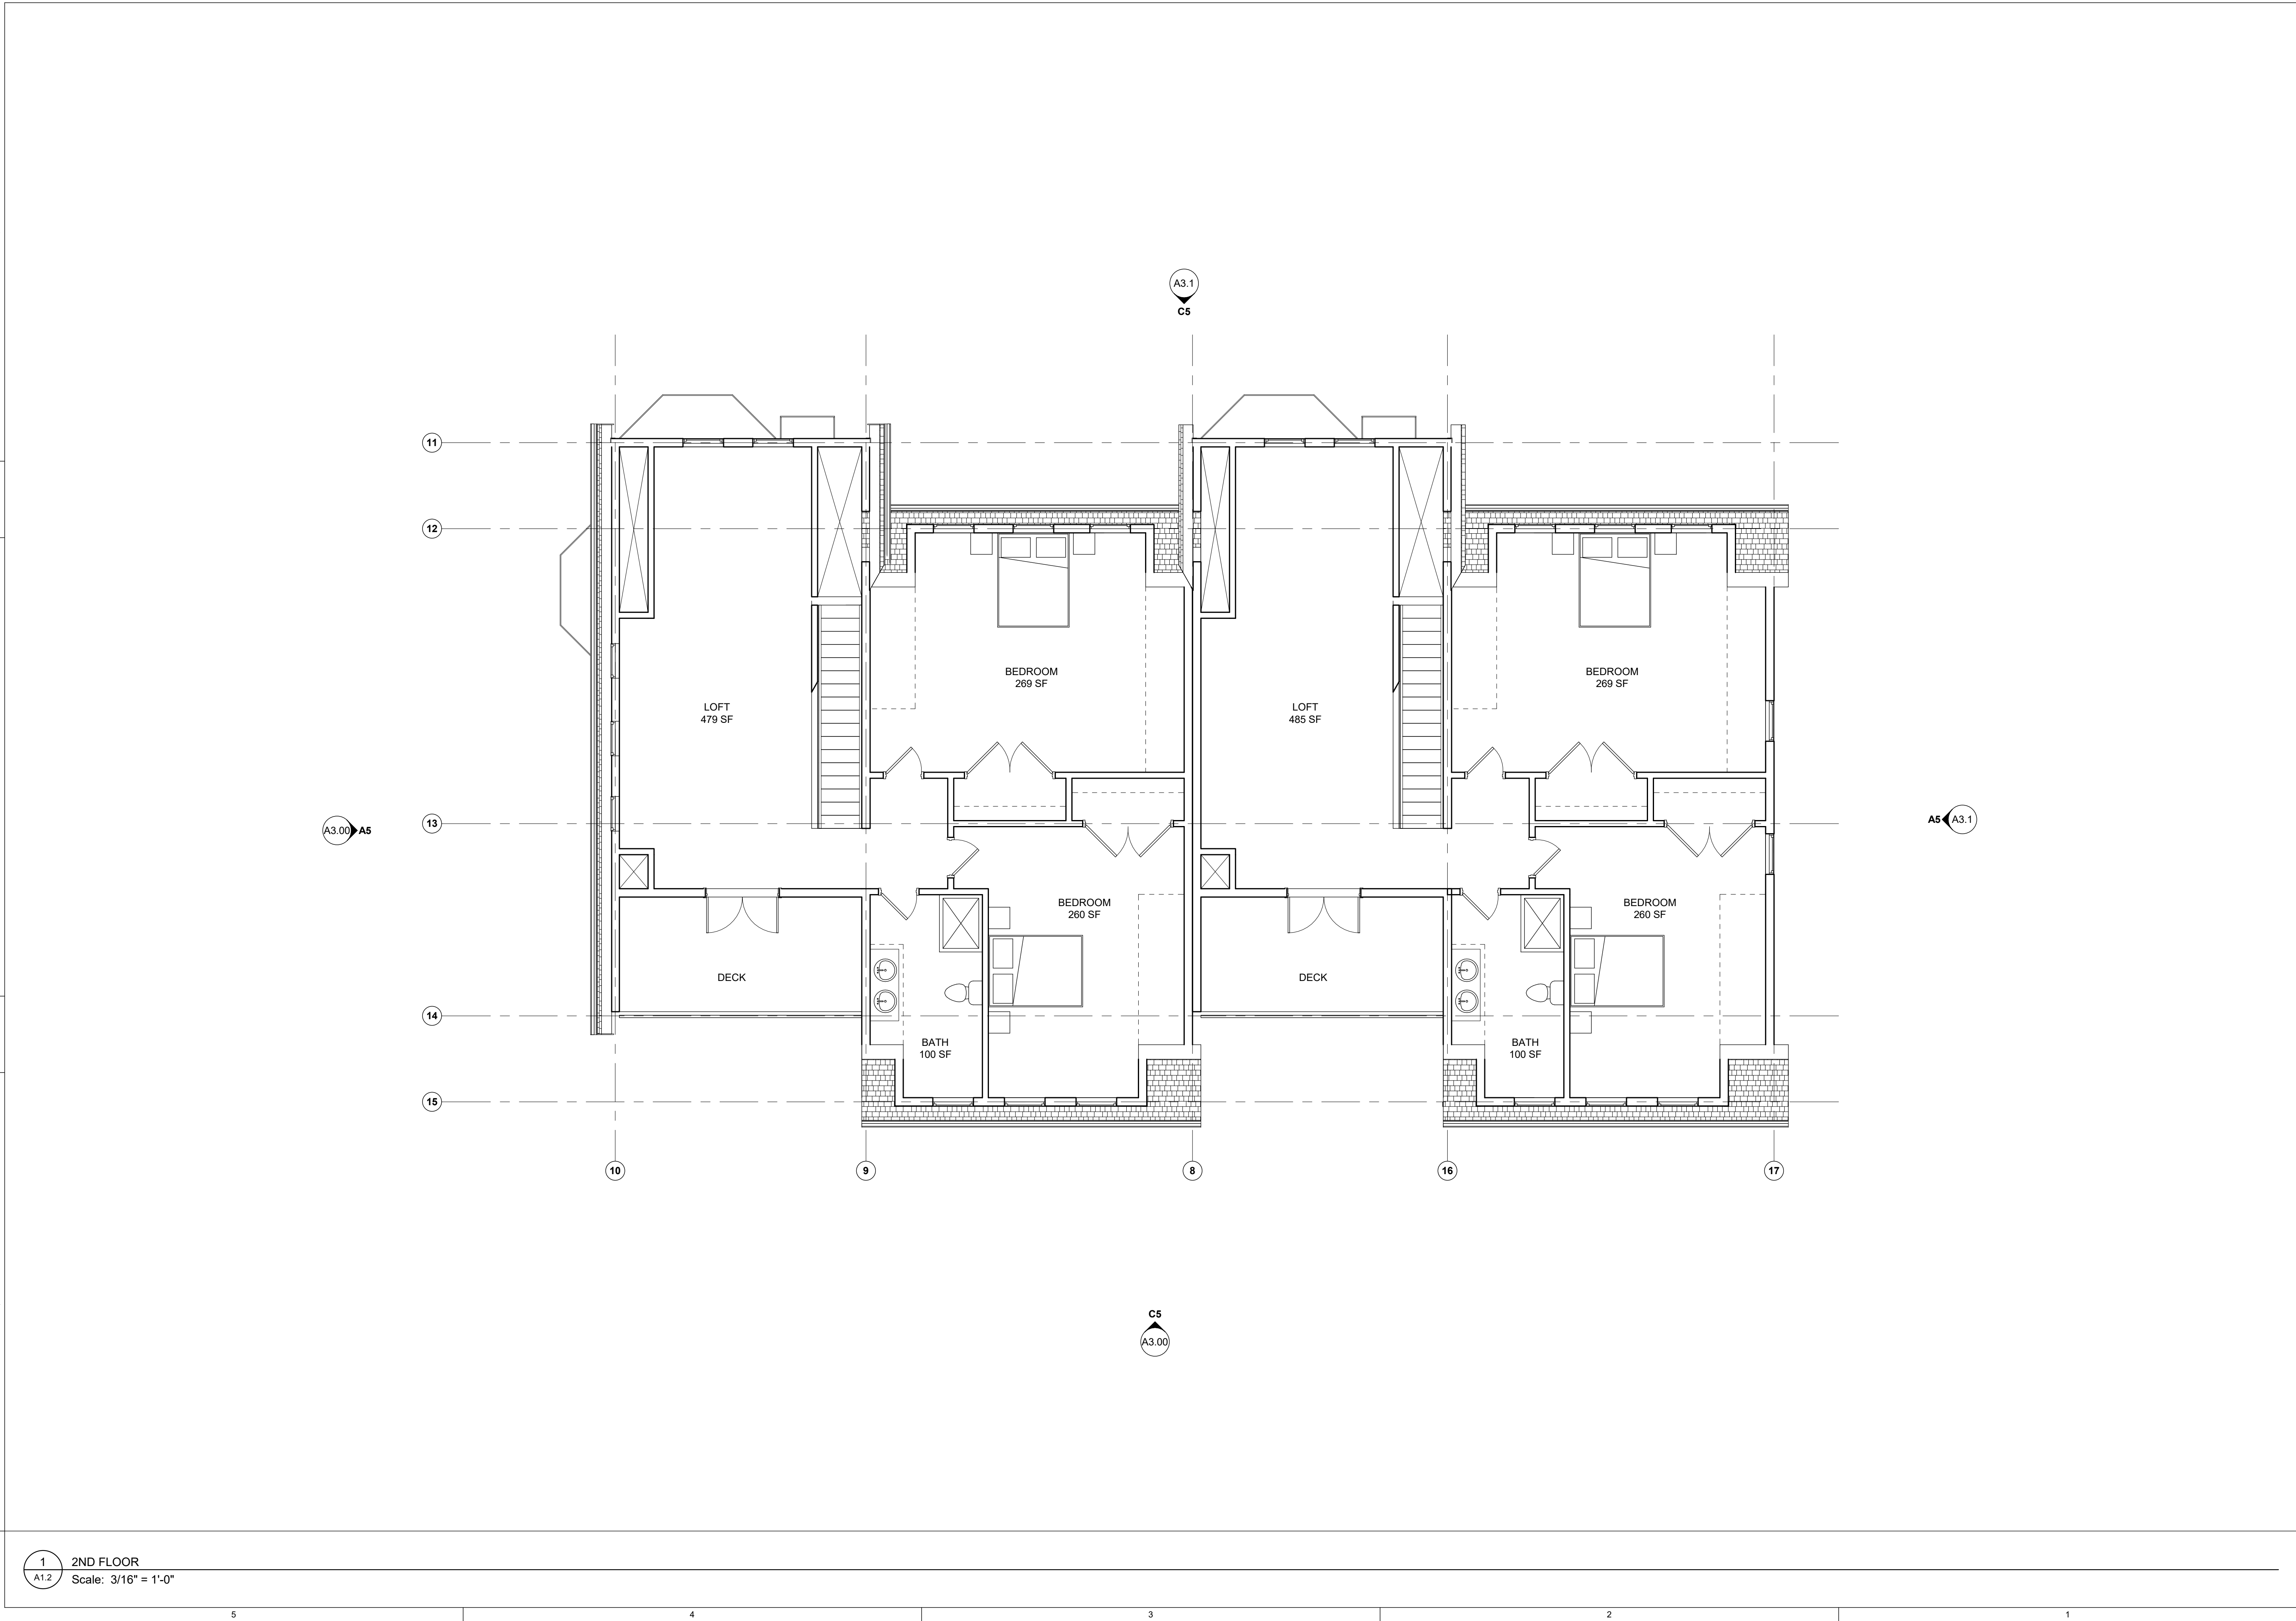 A3.1
C5
11
12
BEDROOM
269 SF
BEDROOM
269 SF
LOFT
479 SF
LOFT
485 SF
A3.00 A5
13
A5 A3.1
BEDROOM
260 SF
BEDROOM
260 SF
DECK
DECK
14
BATH
100 SF
BATH
100 SF
15
10
9
8
16
17
C5
A3.00
1
A1.2
2ND FLOOR
Scale: 3/16" = 1'-0"
5
4
3
2
1